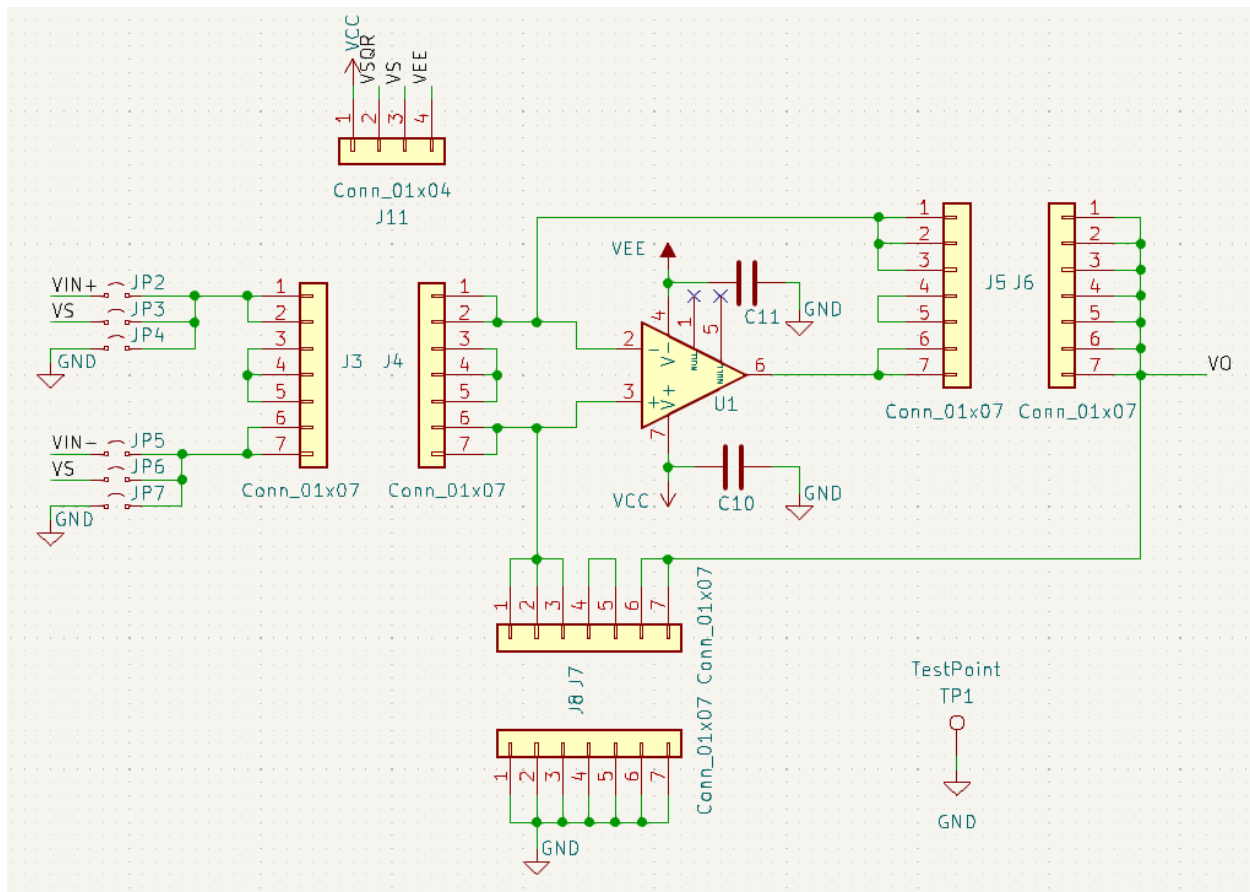 VCC
VSQR
VS
VEE
1
2
3
4
Conn_01x04
J11
VIN+
JP2
VS
JP3
JP4
GND
VIN-
JP5
VS
JP6
JP7
GND
1
2
3
4
5
6
7
J3
Conn_01x07
1
2
3
4
5
6
7
J4
Conn_01x07
VEE
C11
GND
4
1
5
2
3
6
7
-
+
V-
V+
NULL
NULL
U1
VCC
C10
GND
1
2
3
4
5
6
7
J5
Conn_01x07
1
2
3
4
5
6
7
J6
Conn_01x07
VO
1
2
3
4
5
6
7
J7
Conn_01x07
J8
Conn_01x07
1
2
3
4
5
6
7
GND
TestPoint
TP1
GND